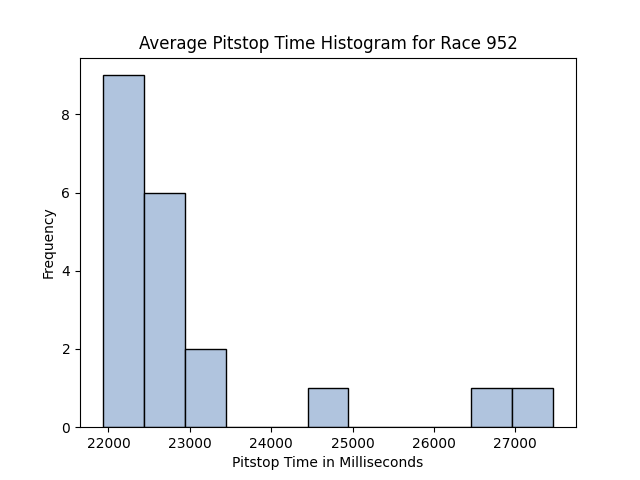 Average Pitstop Time Histogram for Race 952
8
6
4
2
0
Frequency
22000 23000 24000 25000 26000 27000
Pitstop Time in Milliseconds